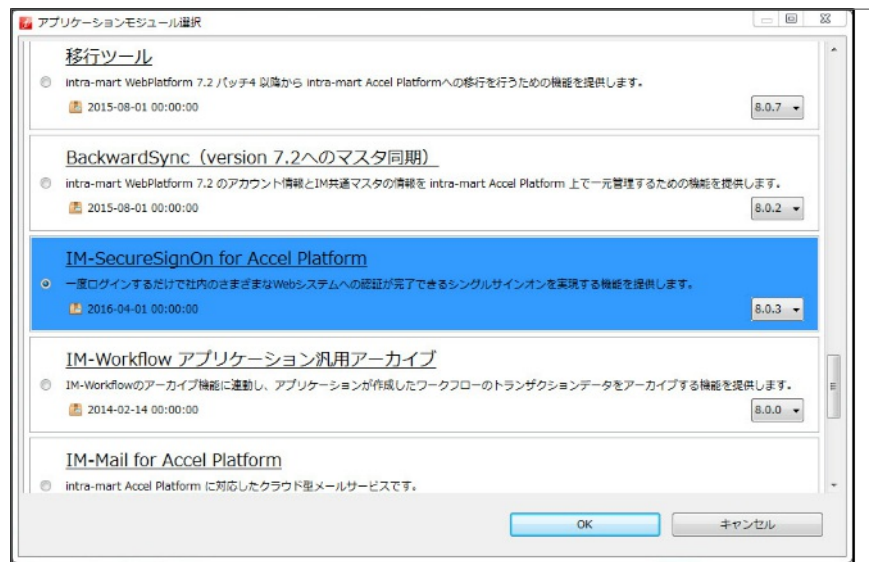 アプリケーションモジュール選択
移行ツール
intra-mart WebPlatform 7.2 パッチ4 以降から intra-mart Accel Platformへの移行を行うための機能を提供します。
2015-08-01 00:00:00
8.0.7
BackwardSync（version 7.2へのマスタ同期）
intra-mart WebPlatform 7.2 のアカウント情報とIM共通マスタの情報を intra-mart Accel Platform 上で一元管理するための機能を提供します。
2015-08-01 00:00:00
8.0.2
IM-SecureSignOn for Accel Platform
一度ログインするだけで社内のさまざまなWebシステムへの認証が完了できるシングルサインオンを実現する機能を提供します。
2016-04-01 00:00:00
8.0.3
IM-Workflow アプリケーション汎用アーカイブ
IM-Workflowのアーカイブ機能に連動し、アプリケーションが作成したワークフローのトランザクションデータをアーカイブする機能を提供します。
2014-02-14 00:00:00
8.0.0
IM-Mail for Accel Platform
intra-mart Accel Platform に対応したクラウド型メールサービスです。
OK
キャンセル